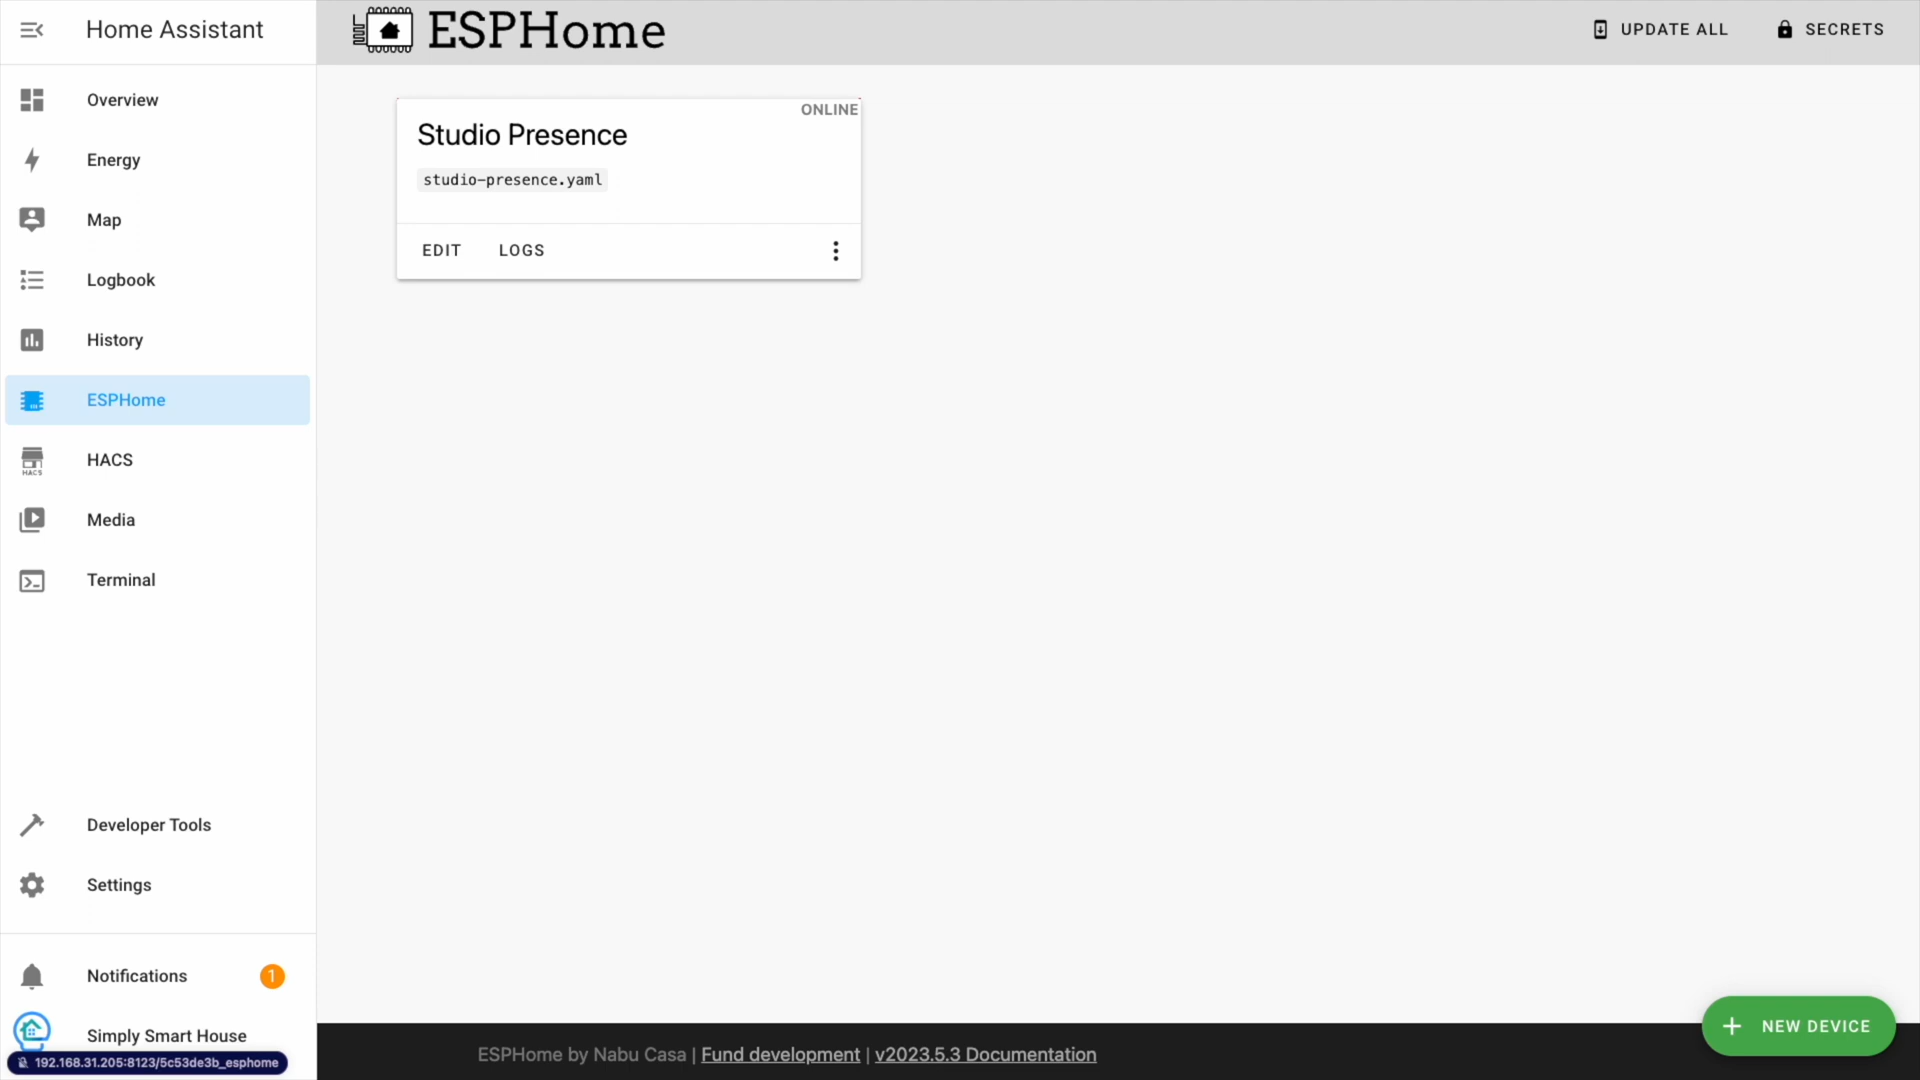 Home Assistant
Overview
Energy
Map
Logbook
History
ESPHome
HACS
HACS
Media
Terminal
Developer Tools
Settings
Notifications 1
Simply Smart House
192.168.31.205:8123/5c53de3b_esphome
ESPHome
UPDATE ALL
SECRETS
ONLINE
Studio Presence
studio-presence.yaml
EDIT LOGS
NEW DEVICE
ESPHome by Nabu Casa | Fund development | v2023.5.3 Documentation